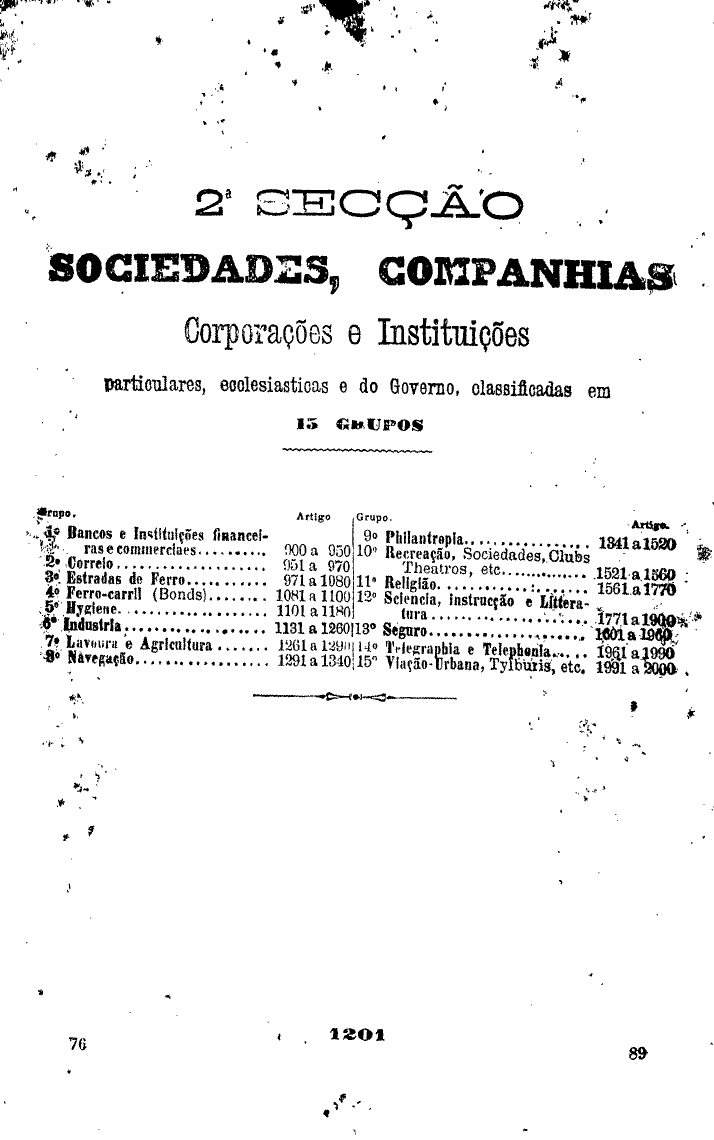 2ª SECÇÃO
SOCIEDADES, COMPANHIAS
Corporações e Instituições
particulares, ecclesiasticas e do Governo, classificadas em
15 GRUPOS
Grupo. Artigo
1º Bancos e Instituições financei-
ras e commerciaes.......... 900 a 950
2º Correio.................... 951 a 970
3º Estradas de Ferro........... 971 a 1080
4º Ferro-carril (Bonds)........ 1081 a 1100
5º Hygiene.................... 1101 a 1180
6º Industria.................. 1131 a 1260
7º Lavoura e Agricultura ....... 1261 a 1290
8º Navegação.................. 1291 a 1340
Grupo. Artigo.
9º Philantropia................ 1341 a 1520
10º Recreação, Sociedades, Clubs
Theatros, etc.............. 1521 a 1560
11º Religião.................... 1561 a 1770
12º Sciencia, instrucção e Littera-
tura...................... 1771 a 1900
13º Seguro..................... 1601 a 1960
14º Telegraphia e Telephonia..... 1961 a 1990
15º Viação-Urbana, Tylburis, etc. 1991 a 2000
76
1201
89